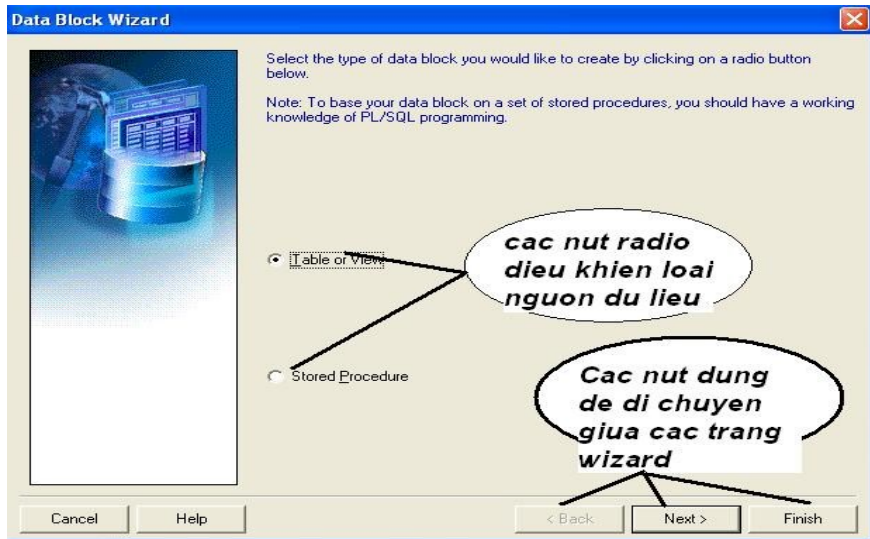 Data Block Wizard
Select the type of data block you would like to create by clicking on a radio button
below.
Note: To base your data block on a set of stored procedures, you should have a working
knowledge of PL/SQL programming.
Table or View
cac nut radio
dieu khien loai
nguon du lieu
Stored Procedure
Cac nut dung
de di chuyen
giua cac trang
wizard
Cancel Help < Back Next > Finish